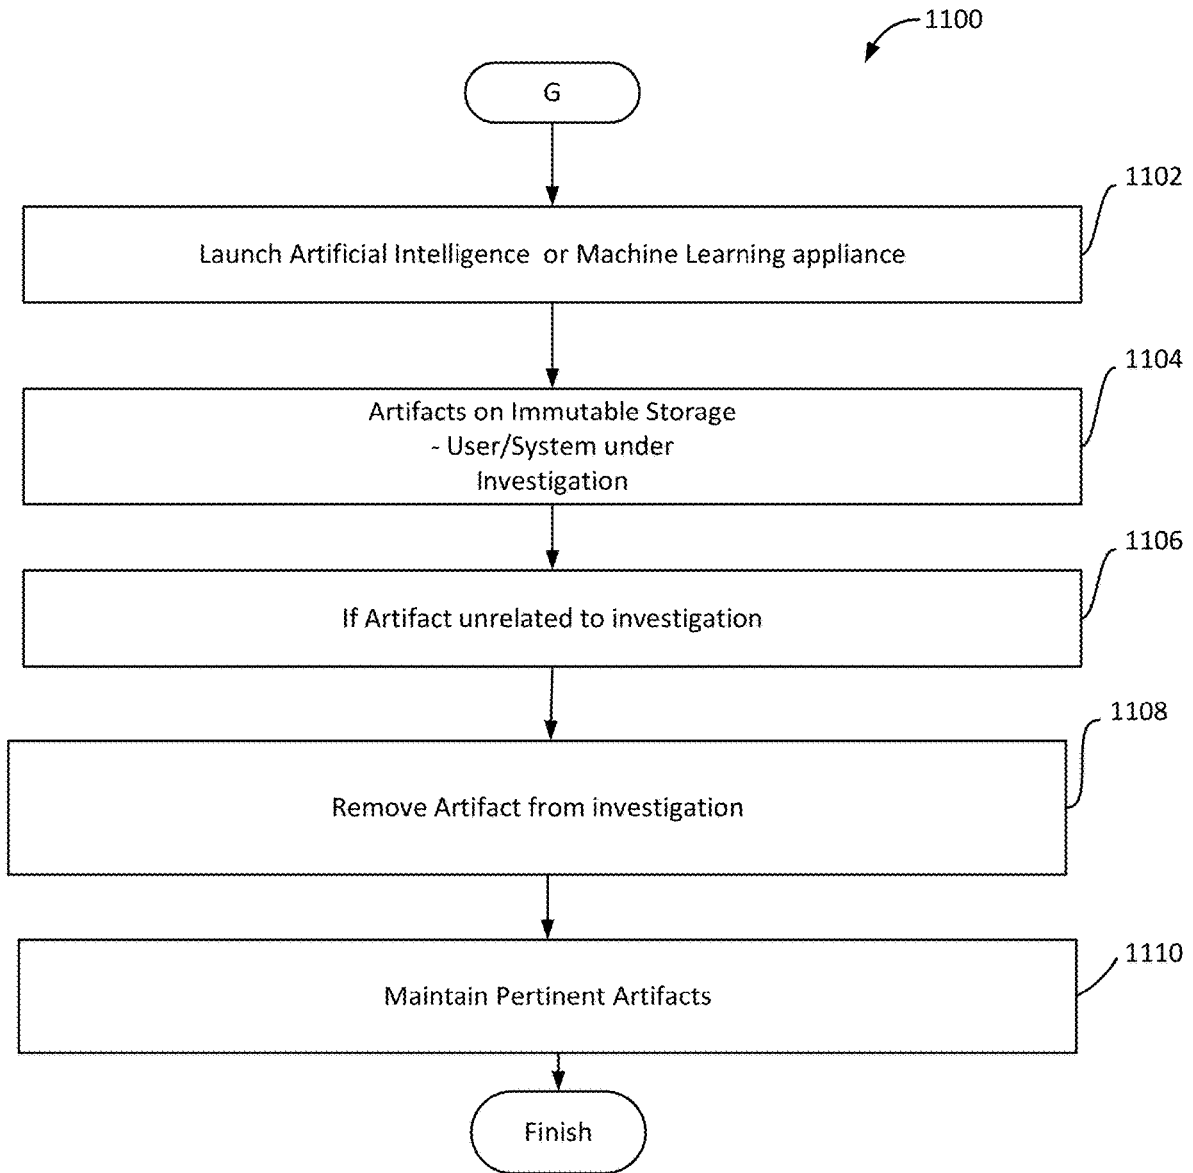 1100
G
1102
Launch Artificial Intelligence or Machine Learning appliance
1104
Artifacts on Immutable Storage
- User/System under
Investigation
1106
If Artifact unrelated to investigation
1108
Remove Artifact from investigation
1110
Maintain Pertinent Artifacts
Finish